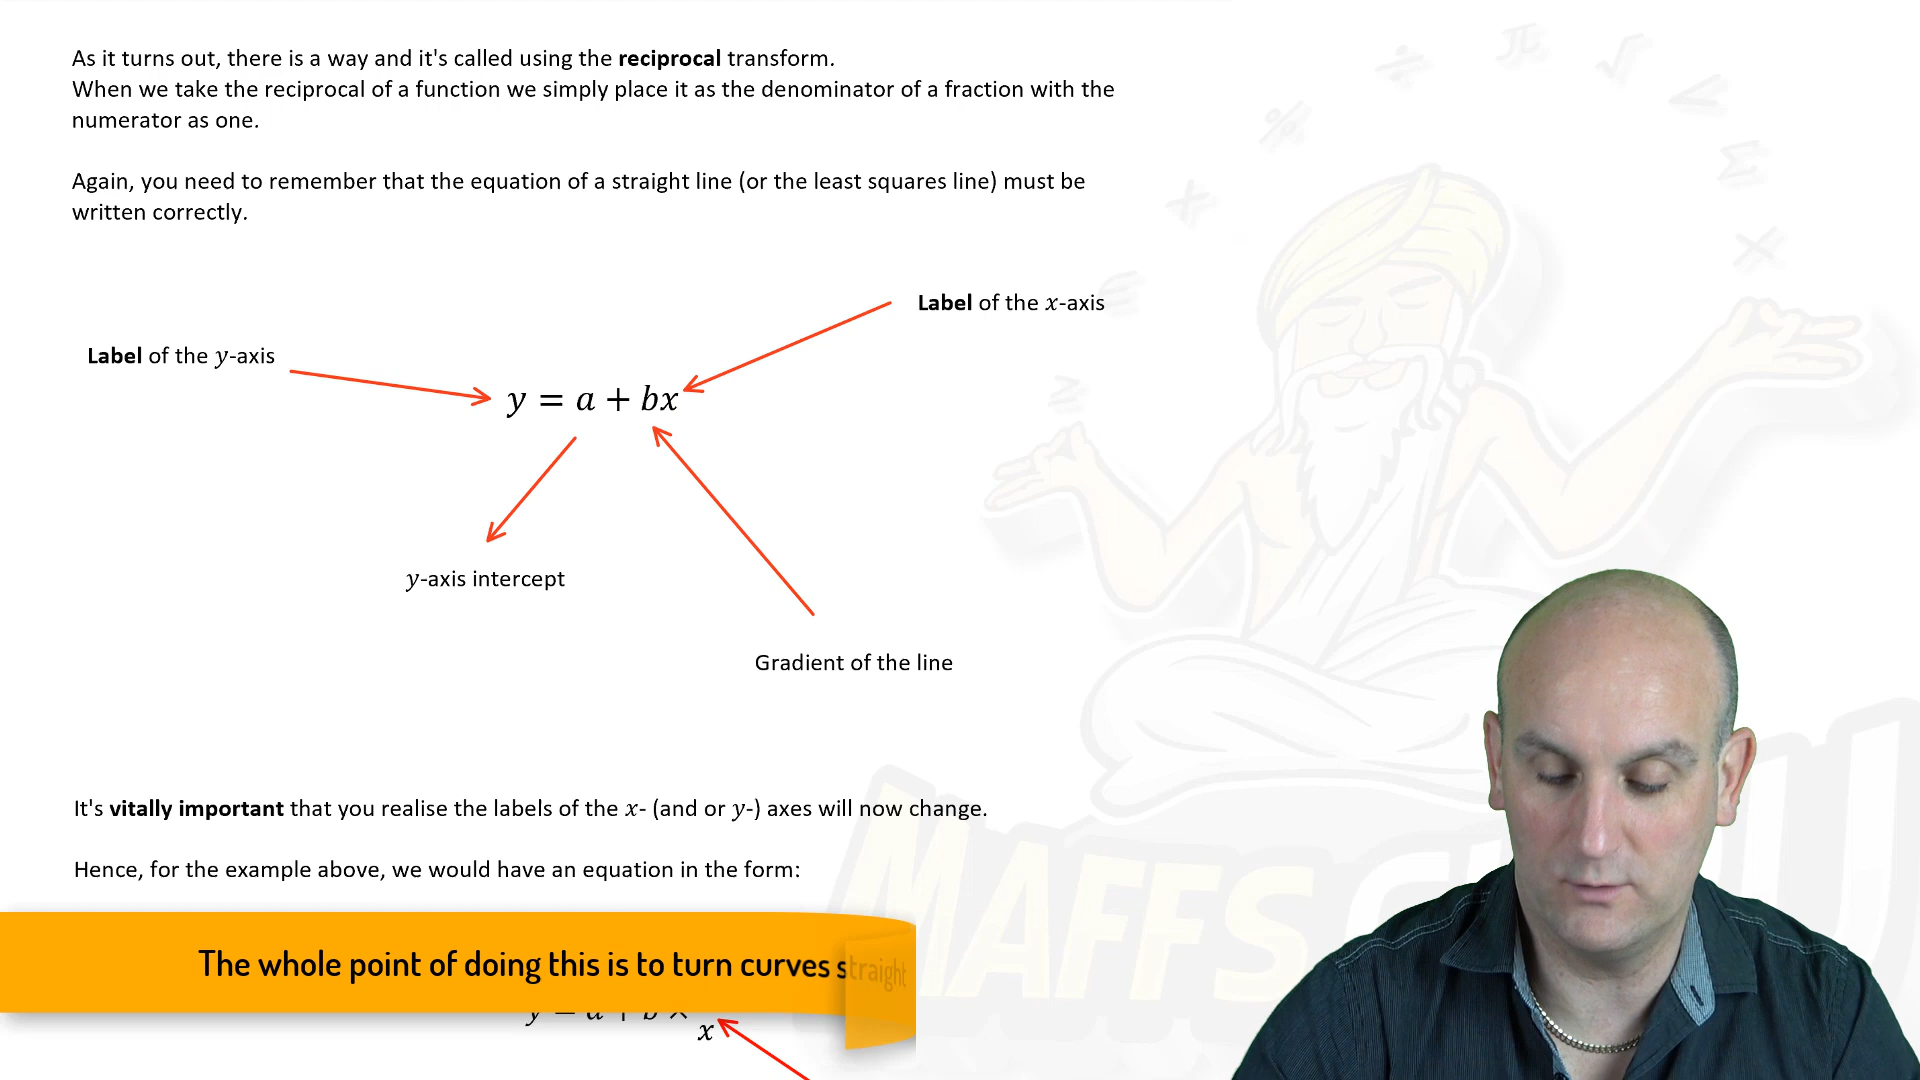 As it turns out, there is a way and it's called using the reciprocal transform.
When we take the reciprocal of a function we simply place it as the denominator of a fraction with the
numerator as one.
Again, you need to remember that the equation of a straight line (or the least squares line) must be
written correctly.
Label of the x-axis
Label of the y-axis
y = a + bx
y-axis intercept
Gradient of the line
It's vitally important that you realise the labels of the x- (and or y-) axes will now change.
Hence, for the example above, we would have an equation in the form:
The whole point of doing this is to turn curves straight
y = a + b ×
x
MAFFS